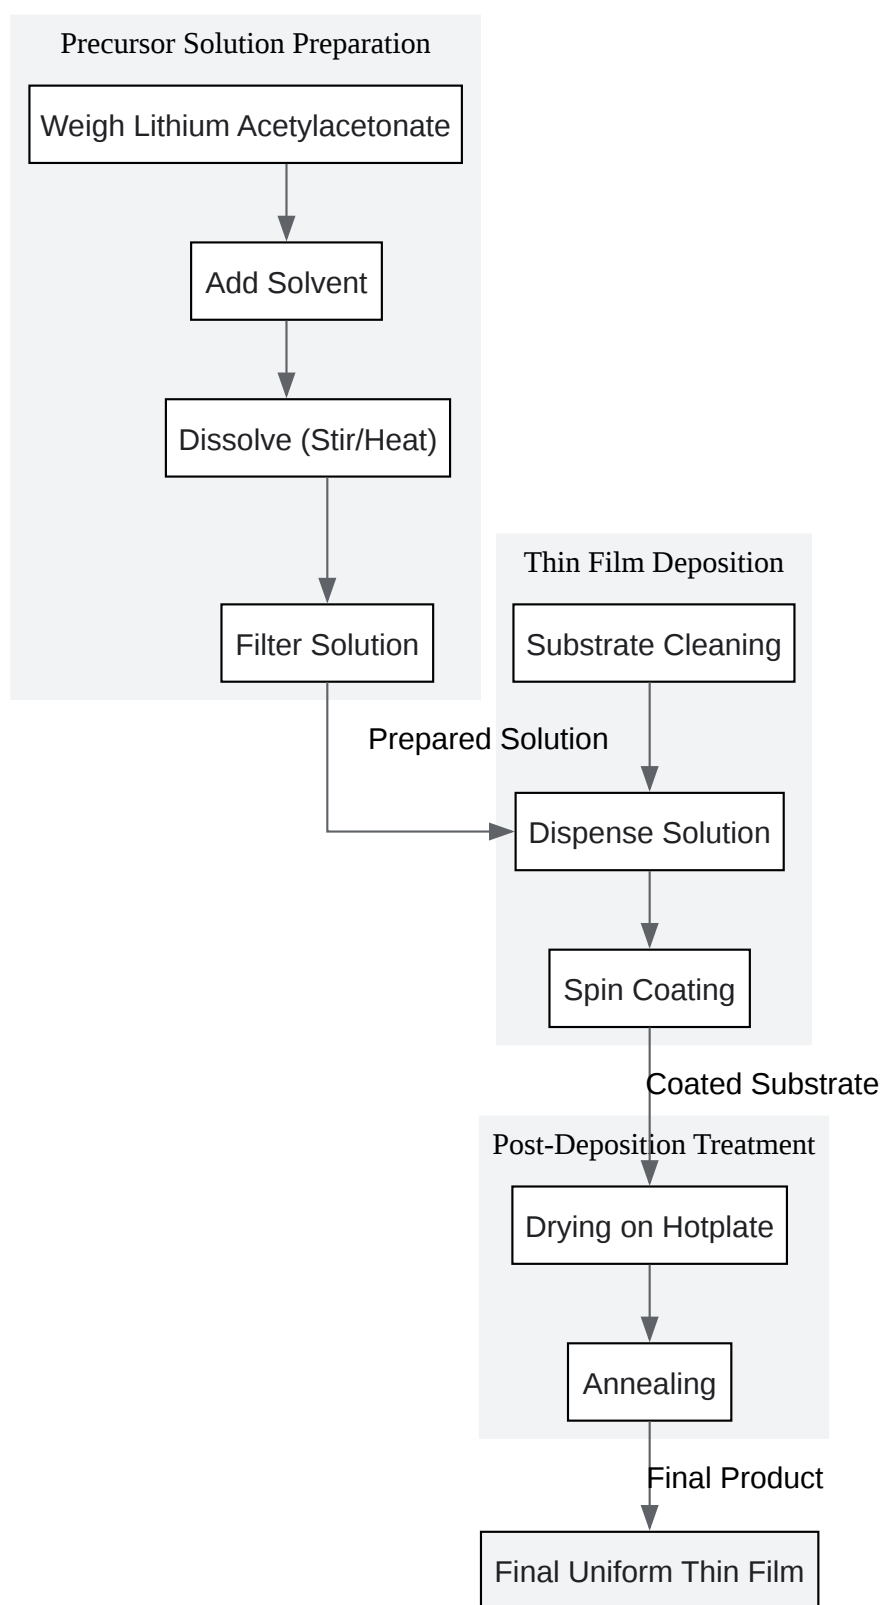 Precursor Solution Preparation
Weigh Lithium Acetylacetonate
Add Solvent
Dissolve (Stir/Heat)
Filter Solution
Thin Film Deposition
Substrate Cleaning
Prepared Solution
Dispense Solution
Spin Coating
Coated Substrate
Post-Deposition Treatment
Drying on Hotplate
Annealing
Final Product
Final Uniform Thin Film